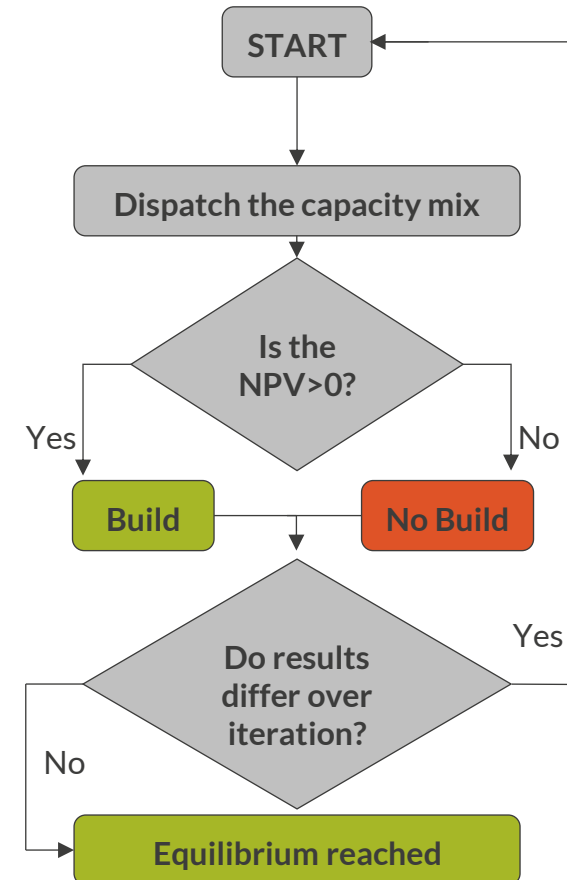 START
Dispatch the capacity mix
Is the
NPV>0?
Yes
No
Build
No Build
Do results
differ over
iteration?
Yes
No
Equilibrium reached